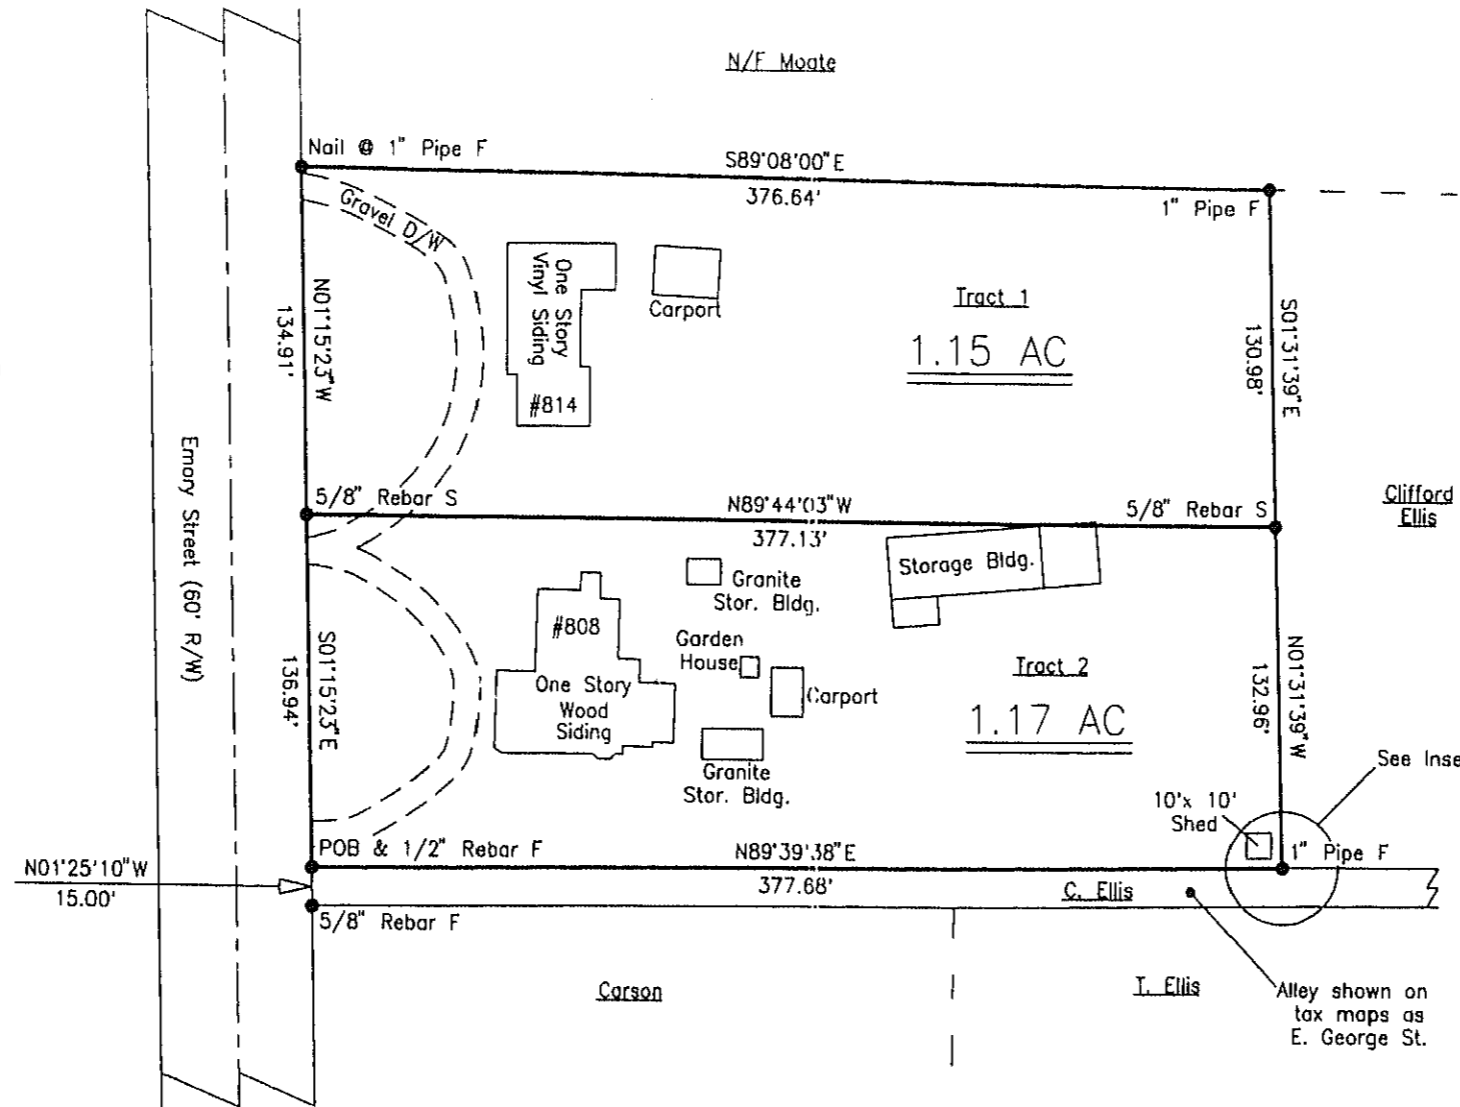 N/F Moate
Nail @ 1" Pipe F
S89°08'00"E
376.64'
1" Pipe F
Gravel D/W
One Story
Vinyl Siding
#814
Carport
Tract 1
1.15 AC
N01°15'23"W
134.91'
S01°31'39"E
130.98'
Emory Street (60' R/W)
5/8" Rebar S
N89°44'03"W
377.13'
5/8" Rebar S
Clifford
Ellis
Storage Bldg.
Granite
Stor. Bldg.
#808
One Story
Wood
Siding
Garden
House
Carport
Granite
Stor. Bldg.
Tract 2
1.17 AC
S01°15'23"E
136.94'
N01°31'39"W
132.96'
See Inse
10'x 10'
Shed
POB & 1/2" Rebar F
N89°39'38"E
377.68'
1" Pipe F
N01°25'10"W
15.00'
5/8" Rebar F
C. Ellis
Carson
T. Ellis
Alley shown on
tax maps as
E. George St.